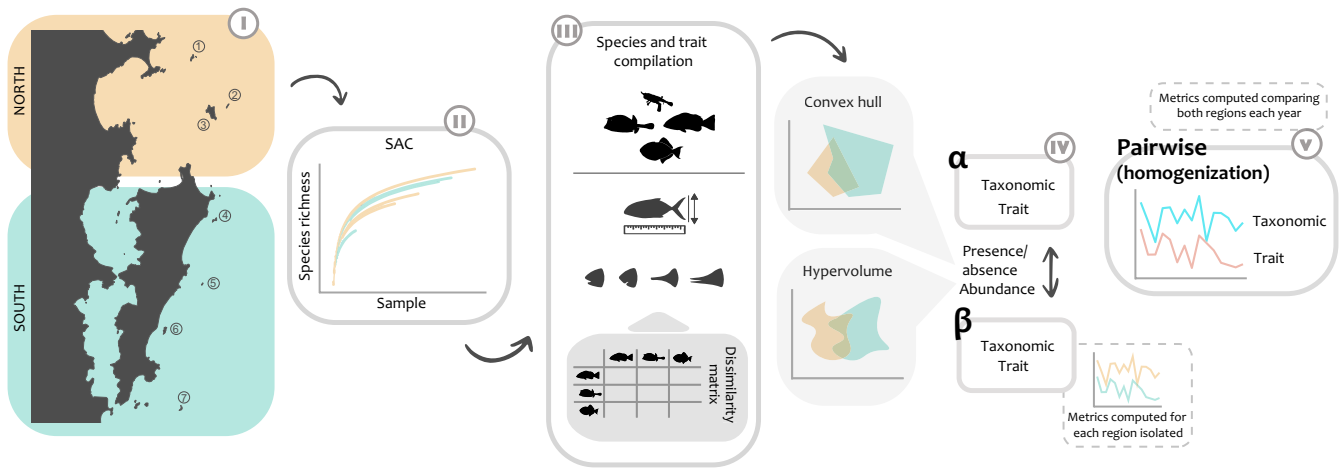 I
NORTH
①
②
③
SOUTH
④
⑤
⑥
⑦
II
SAC
Species richness
Sample
III
Species and trait
compilation
Dissimilarity
matrix
Convex hull
Hypervolume
IV
α
Taxonomic
Trait
Presence/
absence
Abundance
β
Taxonomic
Trait
Metrics computed for
each region isolated
Metrics computed comparing
both regions each year
V
Pairwise
(homogenization)
Taxonomic
Trait